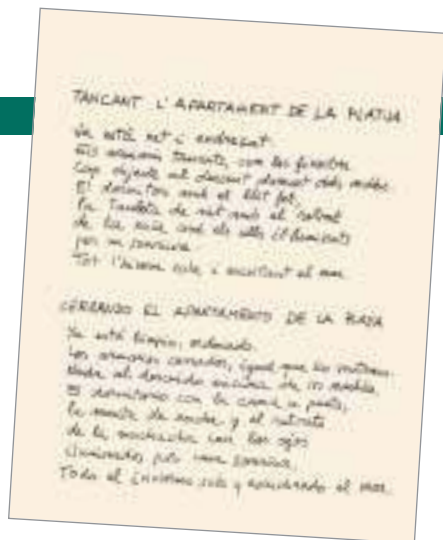 TANCANT L'APARTAMENT DE LA PLATJA
Ja està net i endreçat.
Els armaris tancats, com les finestres.
Cap objecte al descobert damunt dels mobles.
El dormitori amb el llit fet,
la tauleta de nit amb el retrat
de la noia amb els ulls il·luminats
per un somriure.
Tot l'hivern sola i escoltant el mar.
CERRANDO EL APARTAMENTO DE LA PLAYA
Ya está limpio, ordenado.
Los armarios cerrados, igual que las ventanas.
Nada al descubierto encima de los muebles.
El dormitorio con la cama a punto,
la mesita de noche y el retrato
de la muchacha con los ojos
iluminados por una sonrisa.
Todo el invierno sola y escuchando el mar.